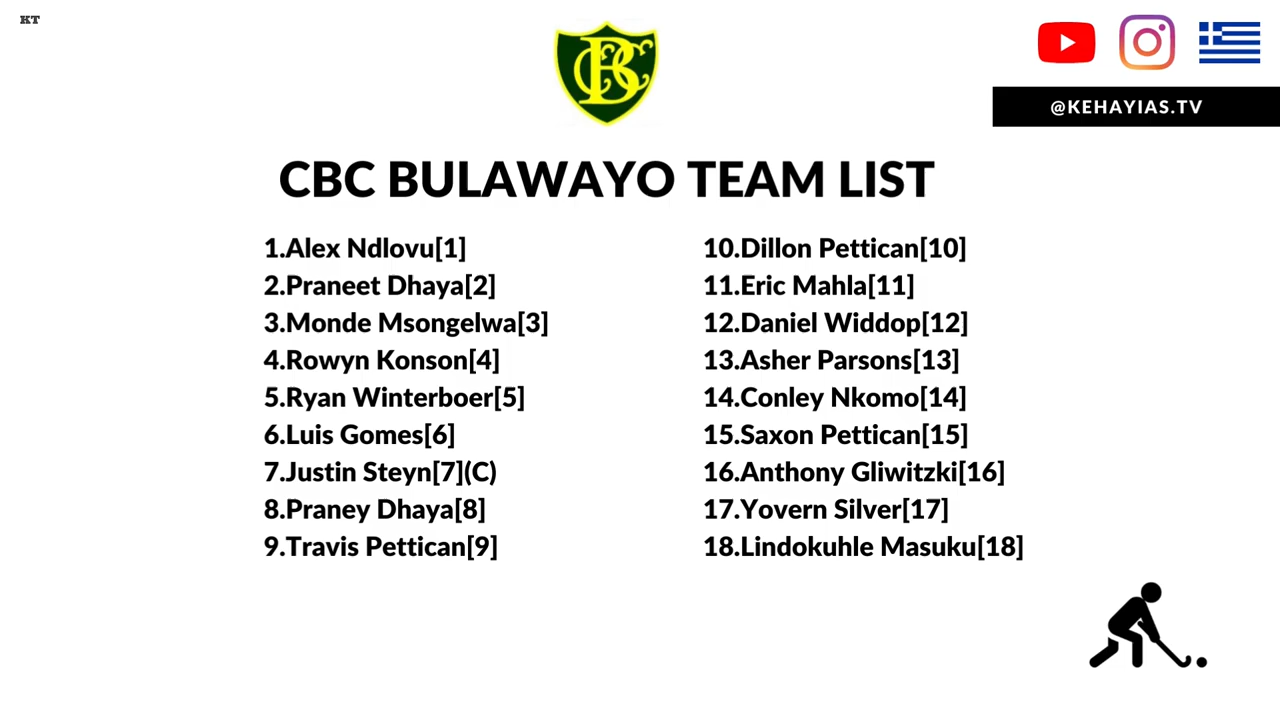 KT
CBC
@KEHAYIAS.TV
CBC BULAWAYO TEAM LIST
1.Alex Ndlovu[1]
2.Praneet Dhaya[2]
3.Monde Msongelwa[3]
4.Rowyn Konson[4]
5.Ryan Winterboer[5]
6.Luis Gomes[6]
7.Justin Steyn[7](C)
8.Praney Dhaya[8]
9.Travis Pettican[9]
10.Dillon Pettican[10]
11.Eric Mahla[11]
12.Daniel Widdop[12]
13.Asher Parsons[13]
14.Conley Nkomo[14]
15.Saxon Pettican[15]
16.Anthony Gliwitzki[16]
17.Yovern Silver[17]
18.Lindokuhle Masuku[18]